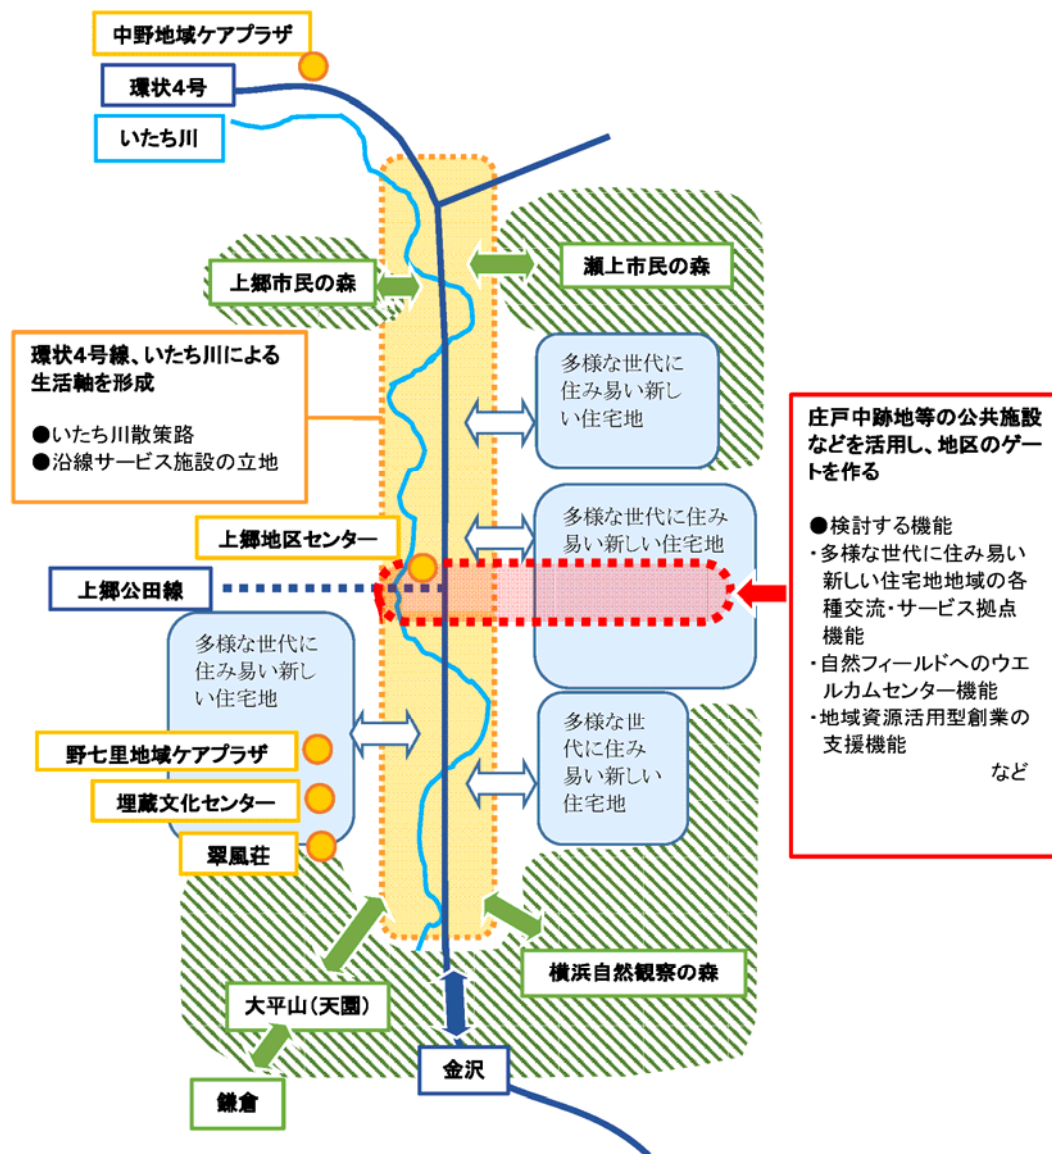 中野地域ケアプラザ
環状4号
いたち川
上郷市民の森
瀬上市民の森
環状4号線、いたち川による
生活軸を形成
●いたち川散策路
●沿線サービス施設の立地
多様な世代に
住み易い新し
い住宅地
庄戸中跡地等の公共施設
などを活用し、地区のゲー
トを作る
●検討する機能
・多様な世代に住み易い
新しい住宅地地域の各
種交流・サービス拠点
機能
・自然フィールドへのウエ
ルカムセンター機能
・地域資源活用型創業の
支援機能
など
多様な世代に住み
易い新しい住宅地
上郷地区センター
上郷公田線
多様な世代に
住み易い新し
い住宅地
野七里地域ケアプラザ
埋蔵文化センター
翠風荘
多様な世
代に住み
易い新しい
住宅地
横浜自然観察の森
大平山（天園）
金沢
鎌倉